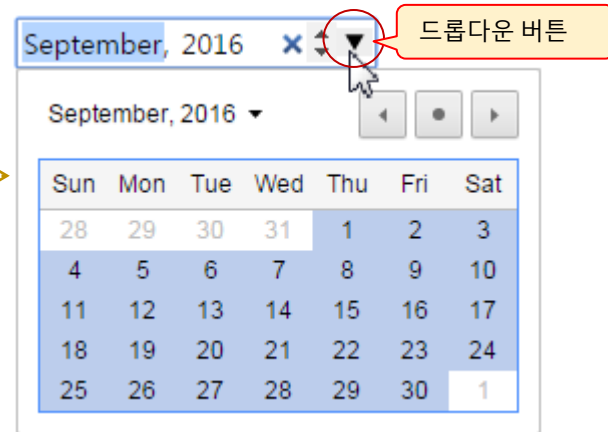 September, 2016 드롭다운 버튼
September, 2016
Sun Mon Tue Wed Thu Fri Sat
28 29 30 31 1 2 3
4 5 6 7 8 9 10
11 12 13 14 15 16 17
18 19 20 21 22 23 24
25 26 27 28 29 30 1